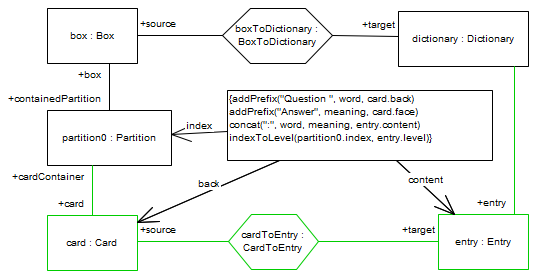 +source
boxToDictionary :
BoxToDictionary
+target
box : Box
dictionary : Dictionary
+box
+containedPartition
{addPrefix("Question ", word, card.back)
addPrefix("Answer", meaning, card.face)
concat(":", word, meaning, entry.content)
indexToLevel(partition0.index, entry.level)}
index
partition0 : Partition
+cardContainer
back
content
+card
+entry
+source
cardToEntry :
CardToEntry
+target
card : Card
entry : Entry